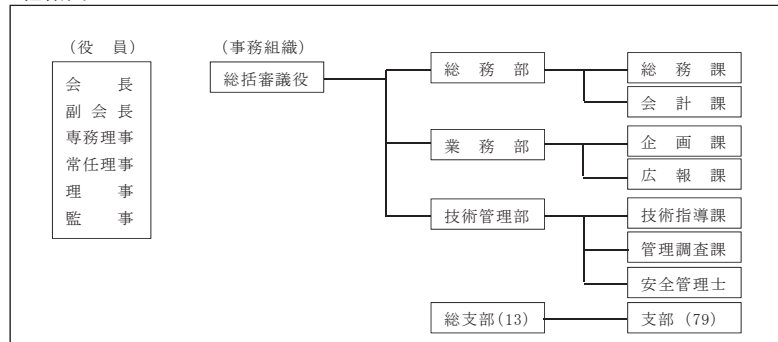 (役 員)
会 長
副 会 長
専務理事
常任理事
理 事
監 事
(事務組織)
総括審議役
総 務 部
総 務 課
会 計 課
業 務 部
企 画 課
広 報 課
技術管理部
技術指導課
管理調査課
安全管理士
総支部(13)
支部 (79)